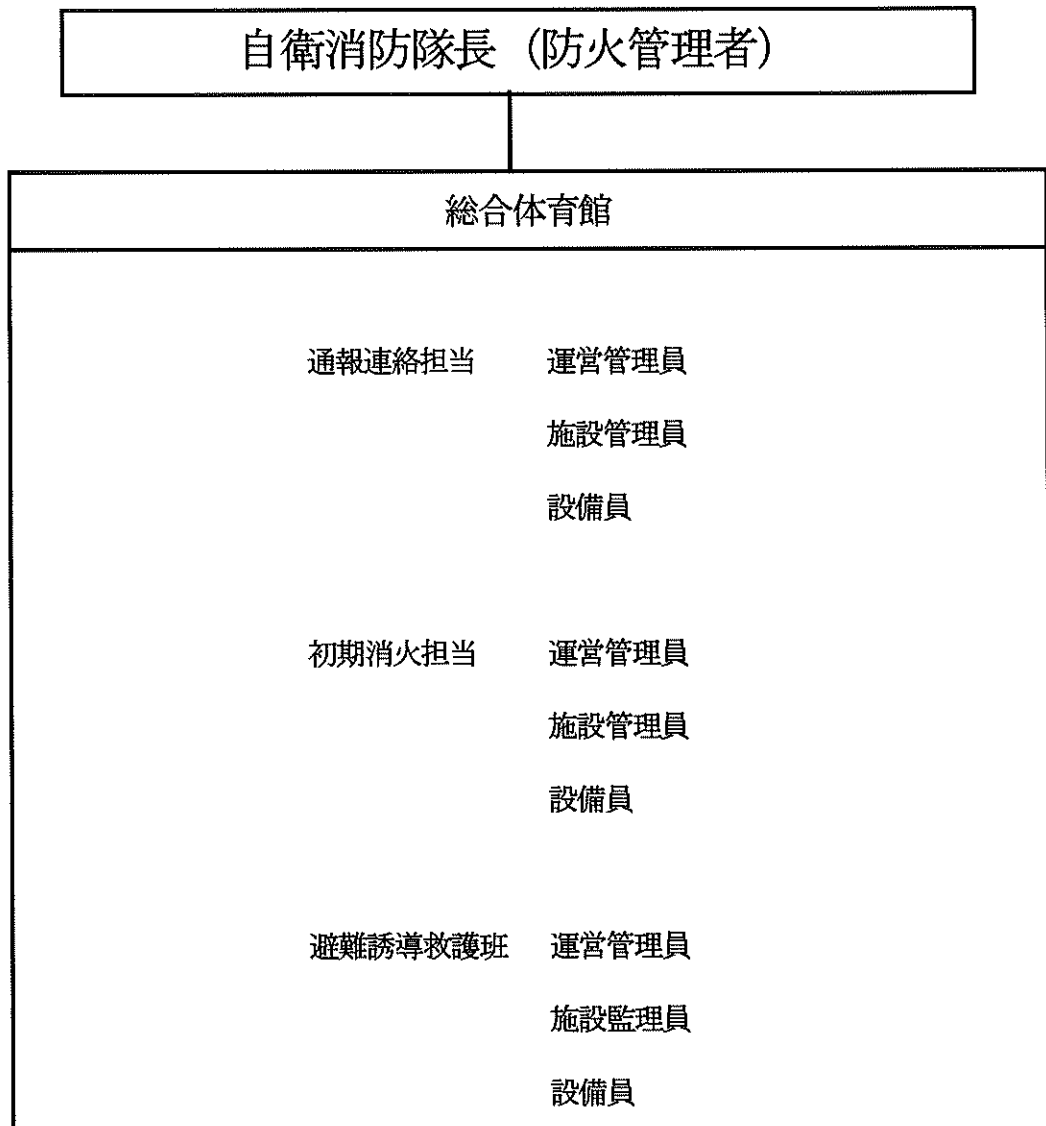 自衛消防隊長（防火管理者）
総合体育館
通報連絡担当 運営管理員
施設管理員
設備員
初期消火担当 運営管理員
施設管理員
設備員
避難誘導救護班 運営管理員
施設監理員
設備員